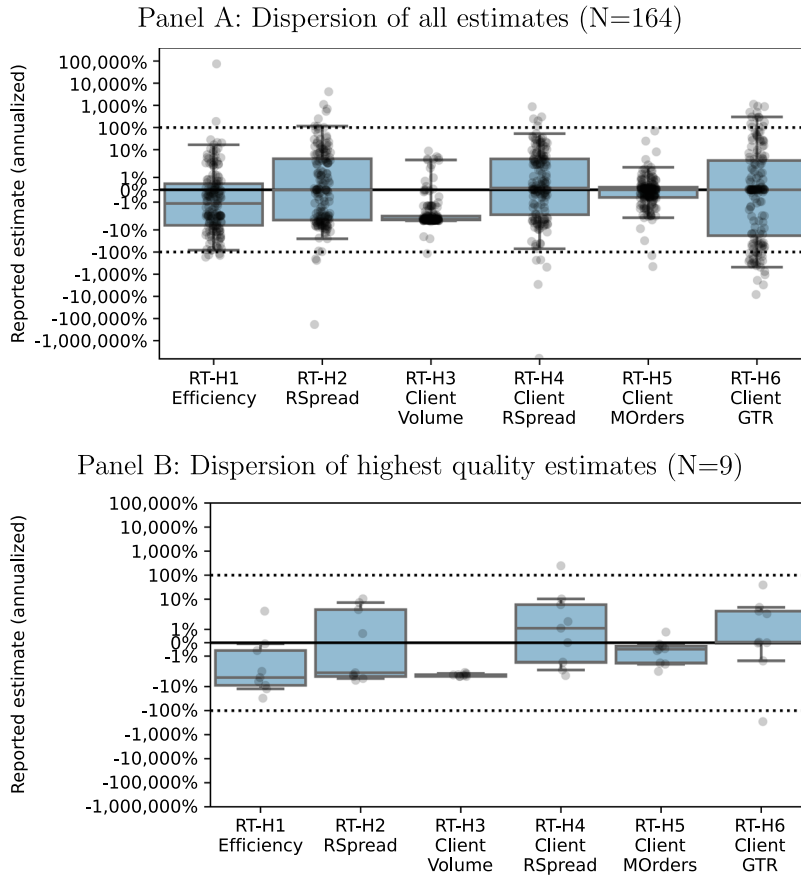 Panel A: Dispersion of all estimates (N=164)
Reported estimate (annualized)
100,000%
10,000%
1,000%
100%
10%
1%
0%
-1%
-10%
-100%
-1,000%
-10,000%
-100,000%
-1,000,000%
RT-H1 RT-H2 RT-H3 RT-H4 RT-H5 RT-H6
Efficiency RSpread Client Client Client Client
Volume RSpread MOrders GTR
Panel B: Dispersion of highest quality estimates (N=9)
Reported estimate (annualized)
100,000%
10,000%
1,000%
100%
10%
1%
0%
-1%
-10%
-100%
-1,000%
-10,000%
-100,000%
-1,000,000%
RT-H1 RT-H2 RT-H3 RT-H4 RT-H5 RT-H6
Efficiency RSpread Client Client Client Client
Volume RSpread MOrders GTR